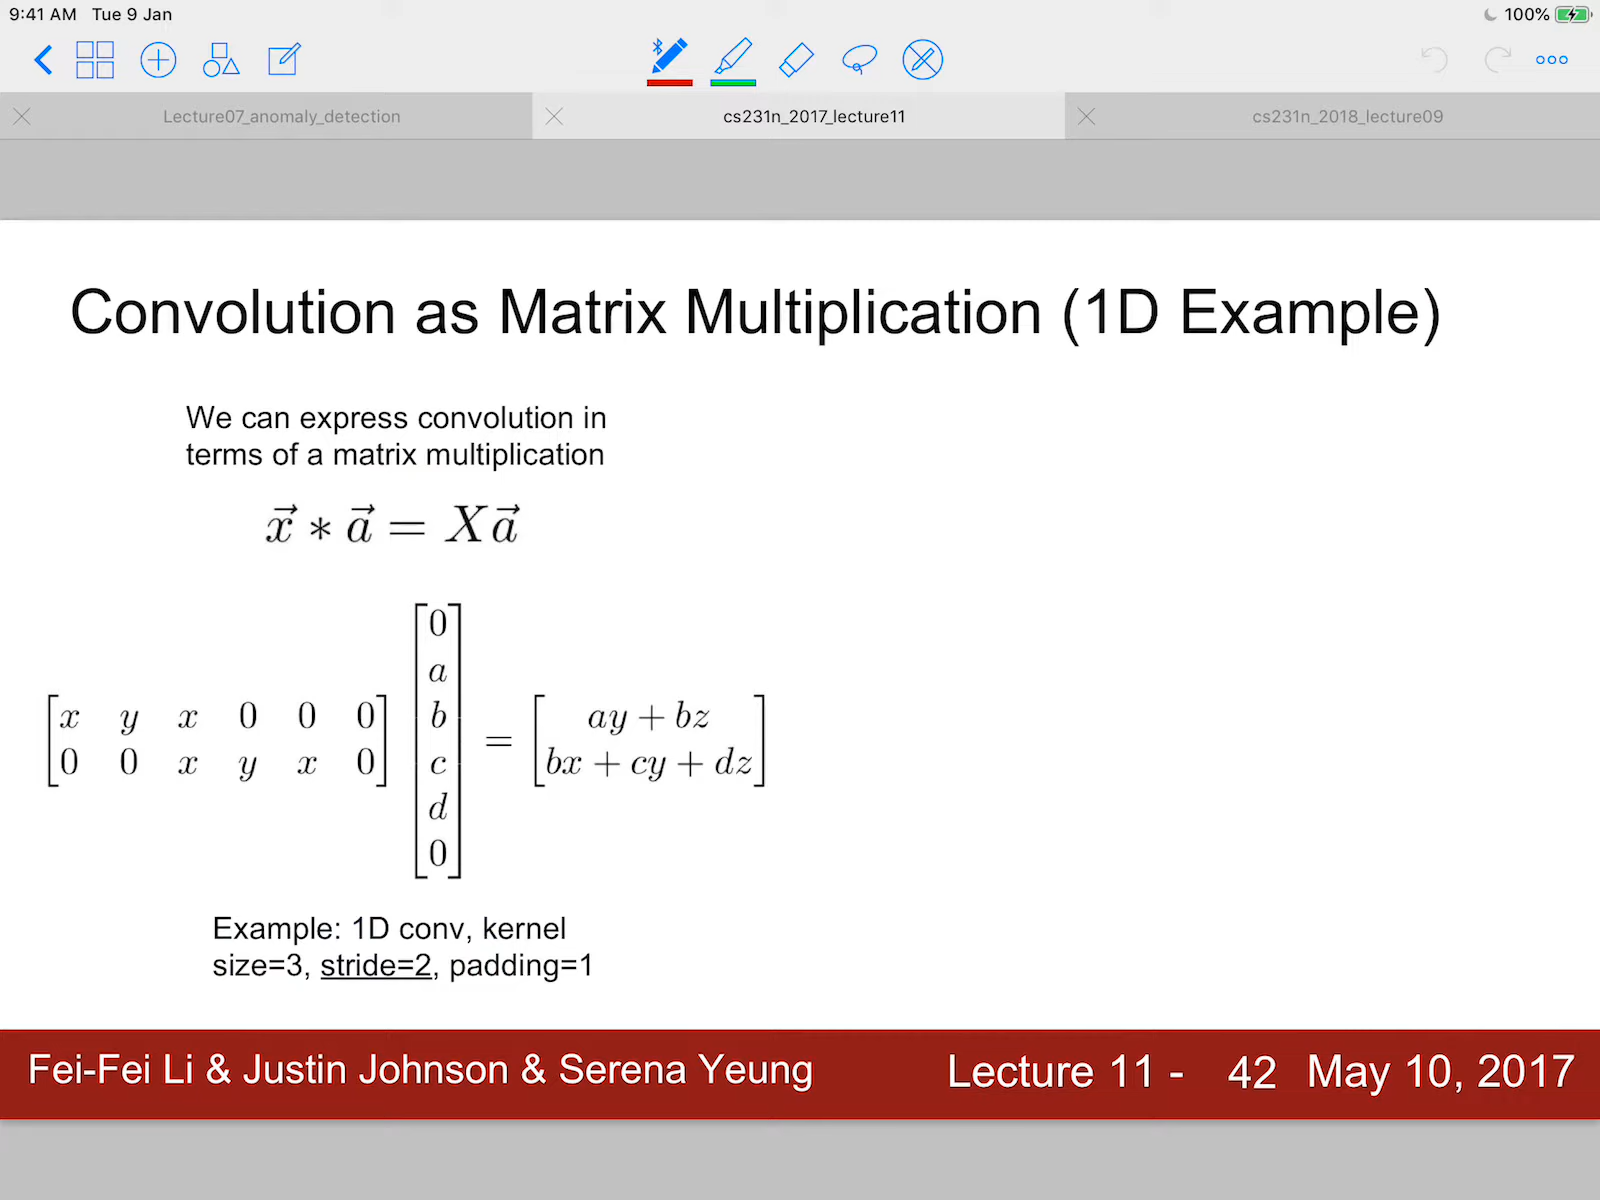 9:41 AM Tue 9 Jan 100%
Lecture07_anomaly_detection cs231n_2017_lecture11 cs231n_2018_lecture09
Convolution as Matrix Multiplication (1D Example)
We can express convolution in
terms of a matrix multiplication
x⃗ ∗ a⃗ = Xa⃗
0
a
x y x 0 0 0 b ay + bz
=
0 0 x y x 0 c bx + cy + dz
d
0
Example: 1D conv, kernel
size=3, stride=2, padding=1
Fei-Fei Li & Justin Johnson & Serena Yeung Lecture 11 - 42 May 10, 2017